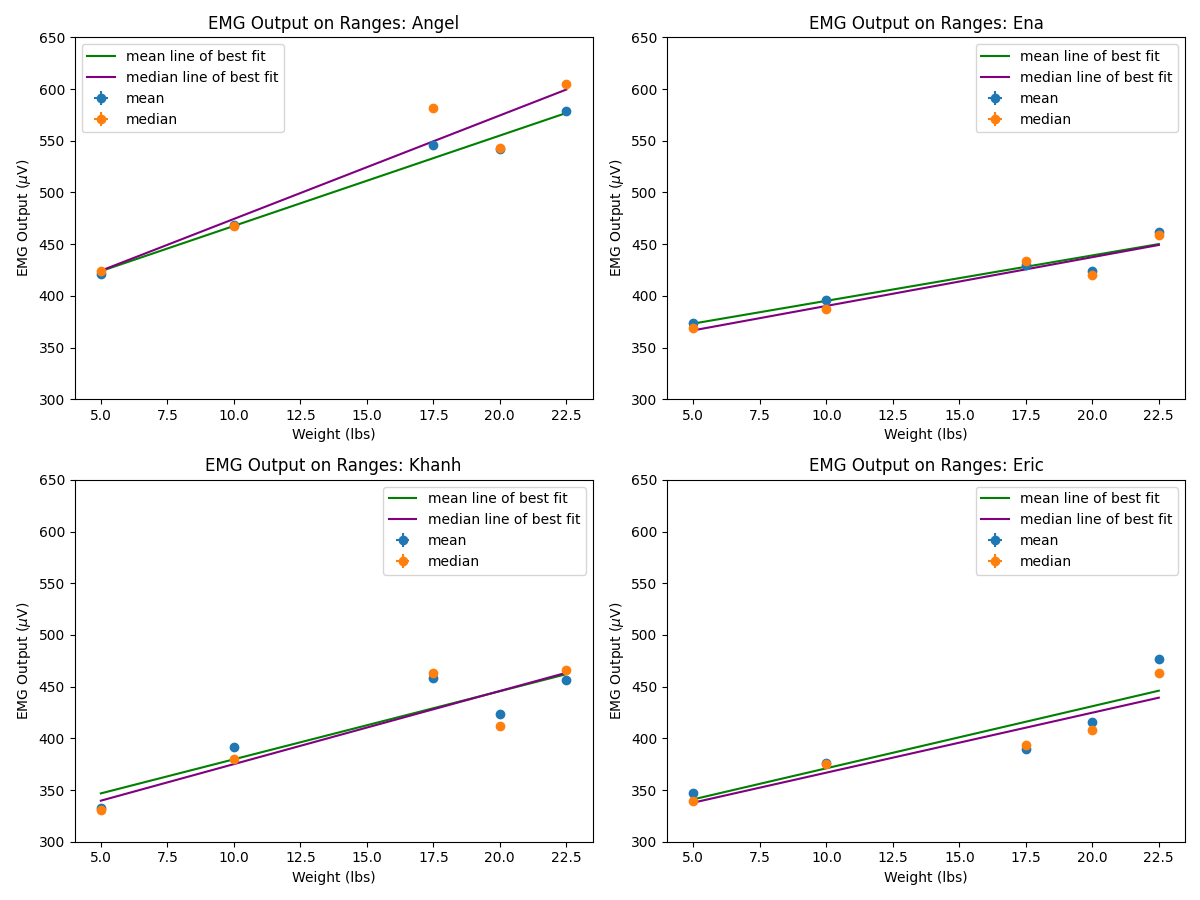 EMG Output on Ranges: Angel
650
600
550
500
450
400
350
300
EMG Output (μV)
mean line of best fit
median line of best fit
mean
median
5.0 7.5 10.0 12.5 15.0 17.5 20.0 22.5
Weight (lbs)
EMG Output on Ranges: Ena
650
600
550
500
450
400
350
300
EMG Output (μV)
mean line of best fit
median line of best fit
mean
median
5.0 7.5 10.0 12.5 15.0 17.5 20.0 22.5
Weight (lbs)
EMG Output on Ranges: Khanh
650
600
550
500
450
400
350
300
EMG Output (μV)
mean line of best fit
median line of best fit
mean
median
5.0 7.5 10.0 12.5 15.0 17.5 20.0 22.5
Weight (lbs)
EMG Output on Ranges: Eric
650
600
550
500
450
400
350
300
EMG Output (μV)
mean line of best fit
median line of best fit
mean
median
5.0 7.5 10.0 12.5 15.0 17.5 20.0 22.5
Weight (lbs)